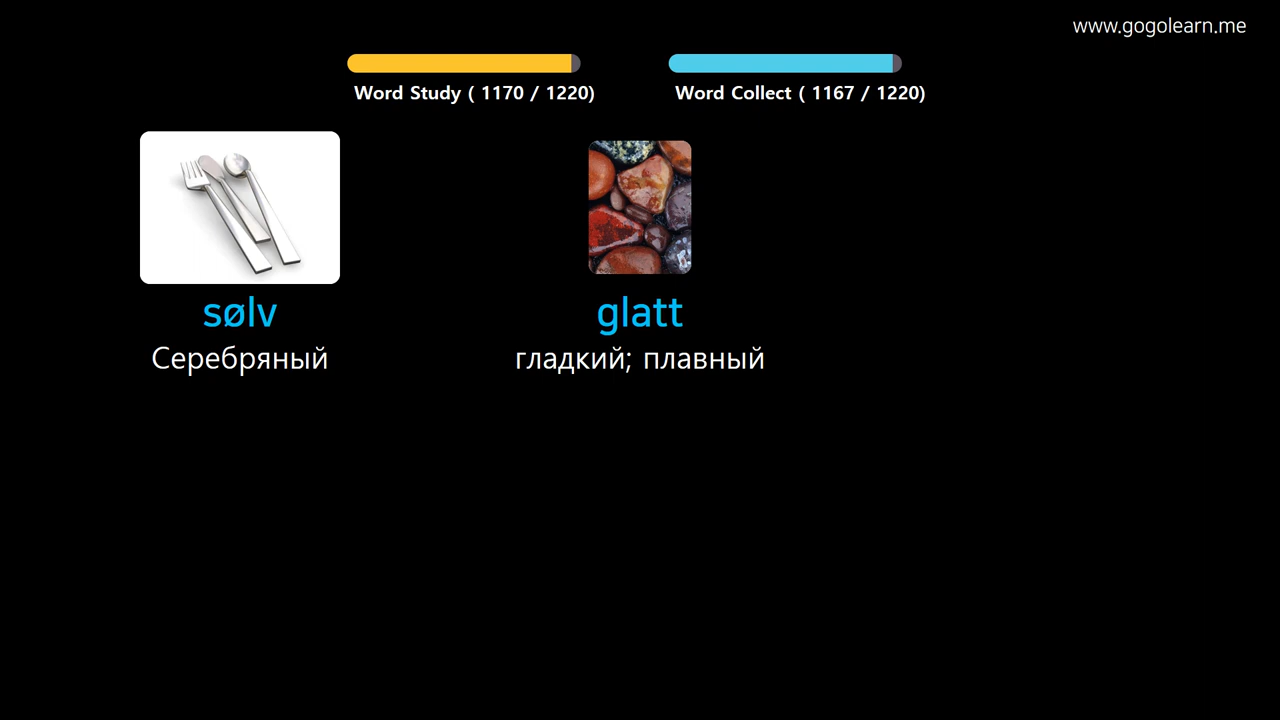 www.gogolearn.me
Word Study ( 1170 / 1220)
Word Collect ( 1167 / 1220)
sølv
Серебряный
glatt
гладкий; плавный